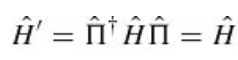 Ĥ′ = Π̂† Ĥ Π̂ = Ĥ